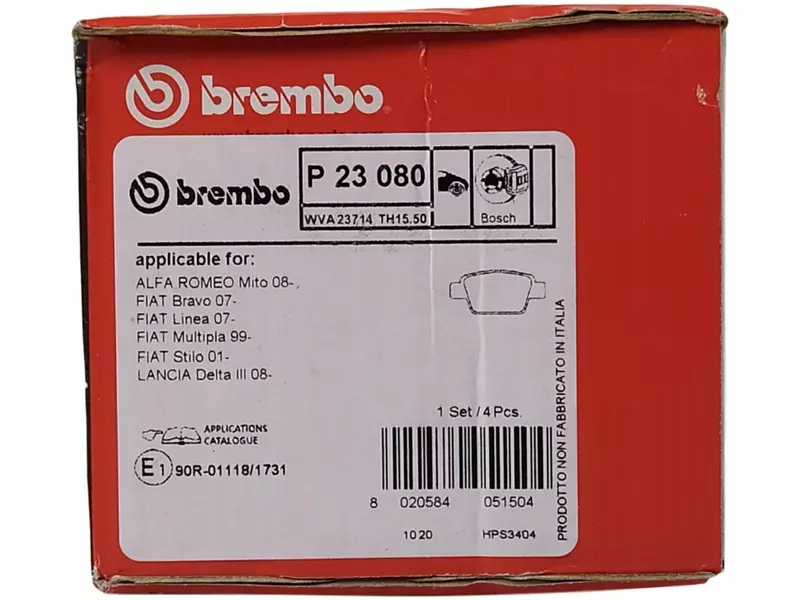 brembo
brembo
P 23 080
WVA 23714 TH15.50
Bosch
applicable for:
ALFA ROMEO Mito 08-,
FIAT Bravo 07-
FIAT Linea 07-
FIAT Multipla 99-
FIAT Stilo 01-
LANCIA Delta III 08-
1 Set / 4 Pcs.
APPLICATIONS
CATALOGUE
E1 90R-01118/1731
8 020584 051504
1020 HPS3404
PRODOTTO NON FABBRICATO IN ITALIA